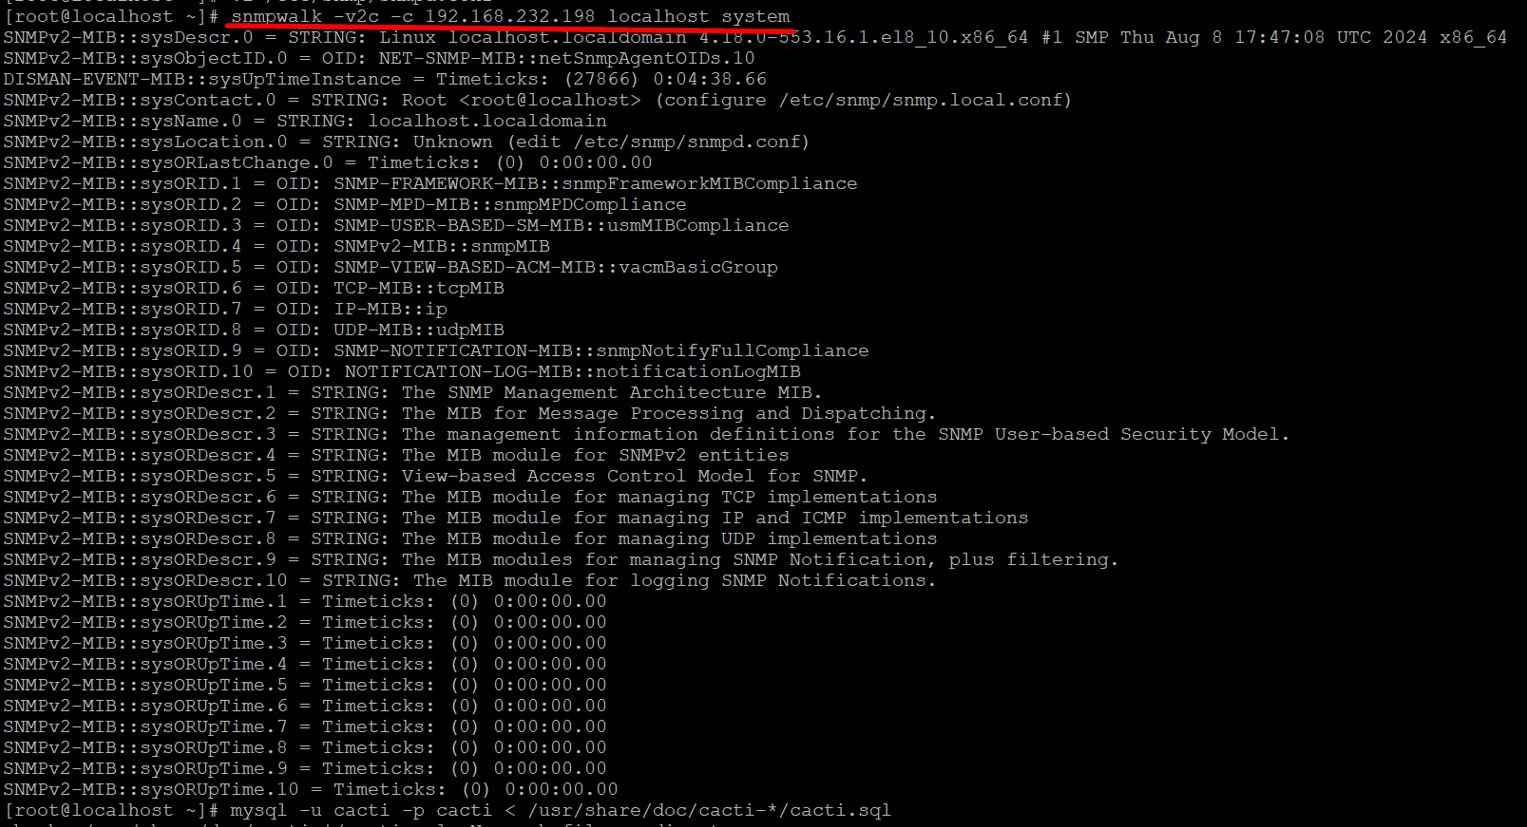 [root@localhost ~]# snmpwalk -v2c -c 192.168.232.198 localhost system
SNMPv2-MIB::sysDescr.0 = STRING: Linux localhost.localdomain 4.18.0-553.16.1.el8_10.x86_64 #1 SMP Thu Aug 8 17:47:08 UTC 2024 x86_64
SNMPv2-MIB::sysObjectID.0 = OID: NET-SNMP-MIB::netSnmpAgentOIDs.10
DISMAN-EVENT-MIB::sysUpTimeInstance = Timeticks: (27866) 0:04:38.66
SNMPv2-MIB::sysContact.0 = STRING: Root <root@localhost> (configure /etc/snmp/snmp.local.conf)
SNMPv2-MIB::sysName.0 = STRING: localhost.localdomain
SNMPv2-MIB::sysLocation.0 = STRING: Unknown (edit /etc/snmp/snmpd.conf)
SNMPv2-MIB::sysORLastChange.0 = Timeticks: (0) 0:00:00.00
SNMPv2-MIB::sysORID.1 = OID: SNMP-FRAMEWORK-MIB::snmpFrameworkMIBCompliance
SNMPv2-MIB::sysORID.2 = OID: SNMP-MPD-MIB::snmpMPDCompliance
SNMPv2-MIB::sysORID.3 = OID: SNMP-USER-BASED-SM-MIB::usmMIBCompliance
SNMPv2-MIB::sysORID.4 = OID: SNMPv2-MIB::snmpMIB
SNMPv2-MIB::sysORID.5 = OID: SNMP-VIEW-BASED-ACM-MIB::vacmBasicGroup
SNMPv2-MIB::sysORID.6 = OID: TCP-MIB::tcpMIB
SNMPv2-MIB::sysORID.7 = OID: IP-MIB::ip
SNMPv2-MIB::sysORID.8 = OID: UDP-MIB::udpMIB
SNMPv2-MIB::sysORID.9 = OID: SNMP-NOTIFICATION-MIB::snmpNotifyFullCompliance
SNMPv2-MIB::sysORID.10 = OID: NOTIFICATION-LOG-MIB::notificationLogMIB
SNMPv2-MIB::sysORDescr.1 = STRING: The SNMP Management Architecture MIB.
SNMPv2-MIB::sysORDescr.2 = STRING: The MIB for Message Processing and Dispatching.
SNMPv2-MIB::sysORDescr.3 = STRING: The management information definitions for the SNMP User-based Security Model.
SNMPv2-MIB::sysORDescr.4 = STRING: The MIB module for SNMPv2 entities
SNMPv2-MIB::sysORDescr.5 = STRING: View-based Access Control Model for SNMP.
SNMPv2-MIB::sysORDescr.6 = STRING: The MIB module for managing TCP implementations
SNMPv2-MIB::sysORDescr.7 = STRING: The MIB module for managing IP and ICMP implementations
SNMPv2-MIB::sysORDescr.8 = STRING: The MIB module for managing UDP implementations
SNMPv2-MIB::sysORDescr.9 = STRING: The MIB modules for managing SNMP Notification, plus filtering.
SNMPv2-MIB::sysORDescr.10 = STRING: The MIB module for logging SNMP Notifications.
SNMPv2-MIB::sysORUpTime.1 = Timeticks: (0) 0:00:00.00
SNMPv2-MIB::sysORUpTime.2 = Timeticks: (0) 0:00:00.00
SNMPv2-MIB::sysORUpTime.3 = Timeticks: (0) 0:00:00.00
SNMPv2-MIB::sysORUpTime.4 = Timeticks: (0) 0:00:00.00
SNMPv2-MIB::sysORUpTime.5 = Timeticks: (0) 0:00:00.00
SNMPv2-MIB::sysORUpTime.6 = Timeticks: (0) 0:00:00.00
SNMPv2-MIB::sysORUpTime.7 = Timeticks: (0) 0:00:00.00
SNMPv2-MIB::sysORUpTime.8 = Timeticks: (0) 0:00:00.00
SNMPv2-MIB::sysORUpTime.9 = Timeticks: (0) 0:00:00.00
SNMPv2-MIB::sysORUpTime.10 = Timeticks: (0) 0:00:00.00
[root@localhost ~]# mysql -u cacti -p cacti < /usr/share/doc/cacti-*/cacti.sql